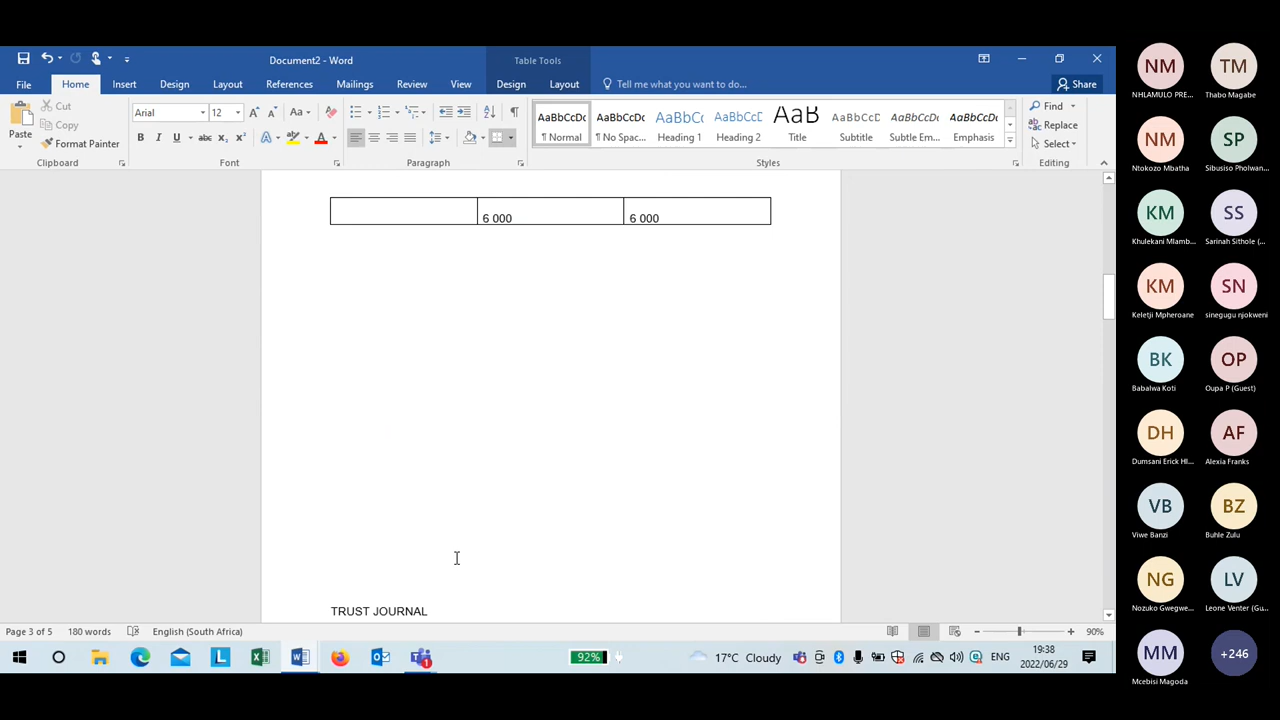 Document2 - Word
Table Tools
File
Home
Insert
Design
Layout
References
Mailings
Review
View
Design
Layout
Tell me what you want to do...
Share
Paste
Cut
Copy
Format Painter
Clipboard
Arial
12
Font
Paragraph
AaBbCcDc
¶ Normal
AaBbCcDc
¶ No Spac...
AaBbCc
Heading 1
AaBbCcD
Heading 2
AaB
Title
AaBbCcD
Subtitle
AaBbCcDc
Subtle Em...
AaBbCcDc
Emphasis
Styles
Find
Replace
Select
Editing
6 000
6 000
TRUST JOURNAL
Page 3 of 5
180 words
English (South Africa)
90%
92%
17°C Cloudy
ENG
19:38
2022/06/29
NM
NHLAMULO PRE...
TM
Thabo Magabe
NM
Ntokozo Mbatha
SP
Sibusiso Pholwan...
KM
Khulekani Mlamb...
SS
Sarinah Sithole (...
KM
Keletji Mpheroane
SN
sinegugu njokweni
BK
Babalwa Koti
OP
Oupa P (Guest)
DH
Dumsani Erick Hl...
AF
Alexia Franks
VB
Viwe Banzi
BZ
Buhle Zulu
NG
Nozuko Gwegwe...
LV
Leone Venter (Gu...
MM
Mcebisi Magoda
+246